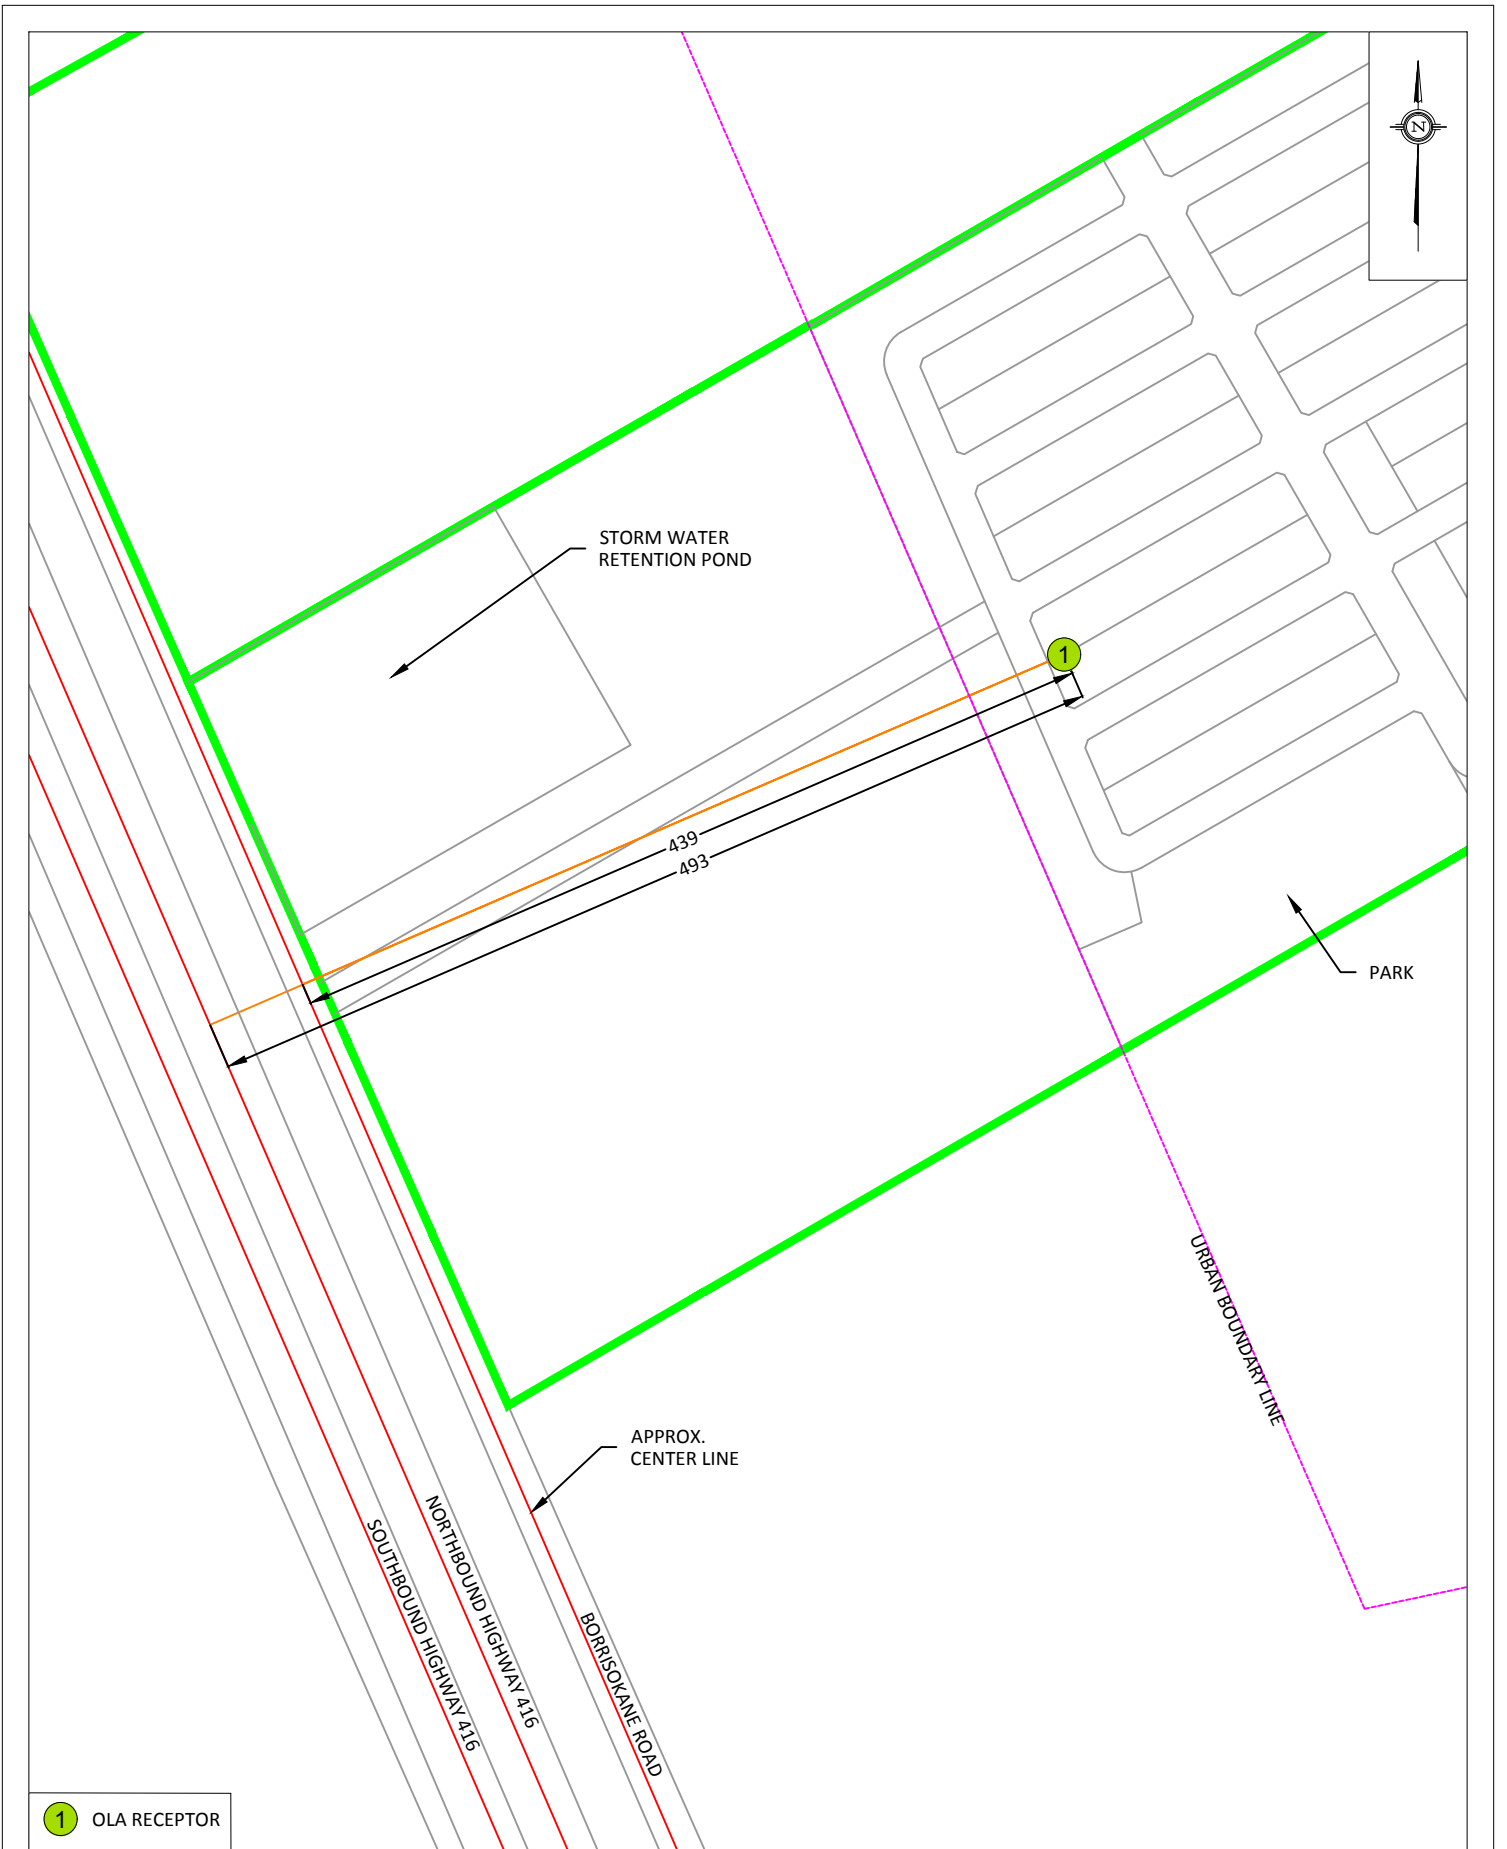 N
STORM WATER
RETENTION POND
1
439
493
PARK
URBAN BOUNDARY LINE
APPROX.
CENTER LINE
SOUTHBOUND HIGHWAY 416
NORTHBOUND HIGHWAY 416
BORRISOKANE ROAD
1 OLA RECEPTOR